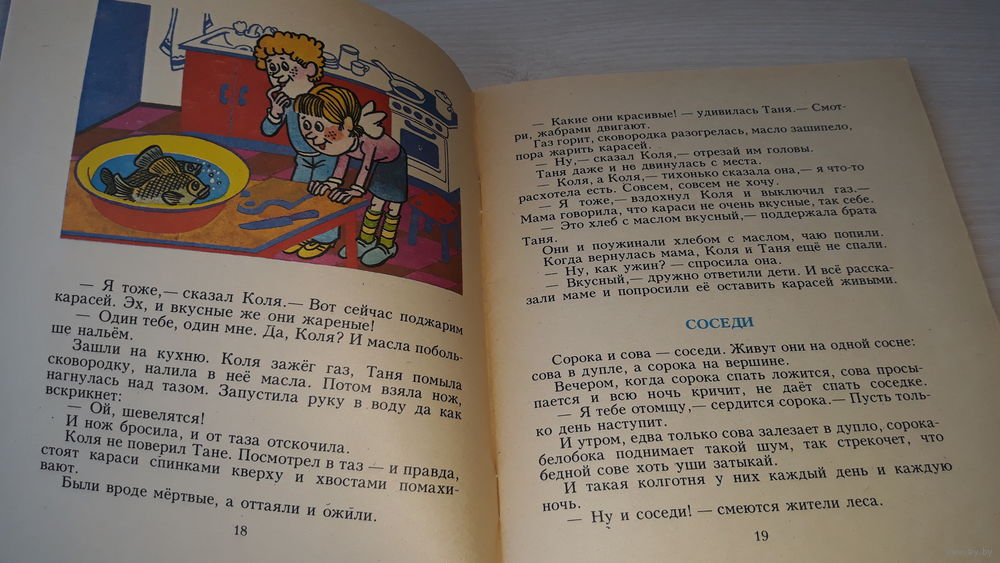 — Я тоже,— сказал Коля.— Вот сейчас поджарим
карасей. Эх, и вкусные же они жареные!
— Один тебе, один мне. Да, Коля? И масла поболь-
ше нальём.
Зашли на кухню. Коля зажёг газ, Таня помыла
сковородку, налила в неё масла. Потом взяла нож,
нагнулась над тазом. Запустила руку в воду да как
вскрикнет:
— Ой, шевелятся!
И нож бросила, и от таза отскочила.
Коля не поверил Тане. Посмотрел в таз — и правда,
стоят караси спинками кверху и хвостами помахи-
вают.
Были вроде мёртвые, а оттаяли и ожили.
18
— Какие они красивые! — удивилась Таня.— Смот-
ри, жабрами двигают.
Газ горит, сковородка разогрелась, масло зашипело,
пора жарить карасей.
— Ну,— сказал Коля,— отрезай им головы.
Таня даже и не двинулась с места.
— Коля, а Коля,— тихонько сказала она,— я что-то
расхотела есть. Совсем, совсем не хочу.
— Я тоже,— вздохнул Коля и выключил газ.—
Мама говорила, что караси не очень вкусные, так себе.
— Это хлеб с маслом вкусный,— поддержала брата
Таня.
Они и поужинали хлебом с маслом, чаю попили.
Когда вернулась мама, Коля и Таня ещё не спали.
— Ну, как ужин? — спросила она.
— Вкусный,— дружно ответили дети. И всё расска-
зали маме и попросили её оставить карасей живыми.
СОСЕДИ
Сорока и сова — соседи. Живут они на одной сосне:
сова в дупле, а сорока на вершине.
Вечером, когда сорока спать ложится, сова просы-
пается и всю ночь кричит, не даёт спать соседке.
— Я тебе отомщу,— сердится сорока.— Пусть толь-
ко день наступит.
И утром, едва только сова залезает в дупло, сорока-
белобока поднимает такой шум, так стрекочет, что
бедной сове хоть уши затыкай.
И такая колготня у них каждый день и каждую
ночь.
— Ну и соседи! — смеются жители леса.
19